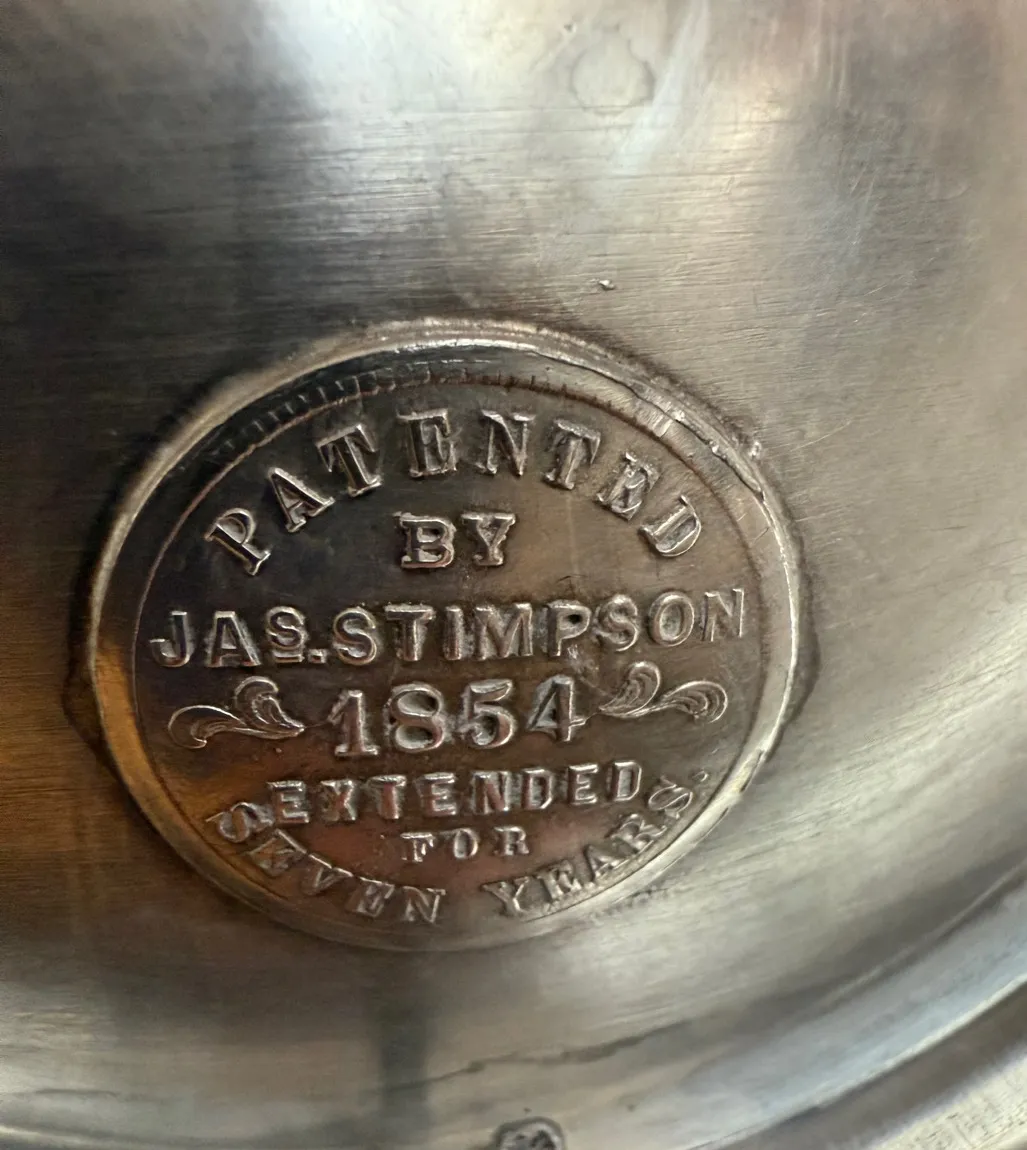 PATENTED
BY
JAS. STIMPSON
1854
EXTENDED
FOR
SEVEN YEARS.